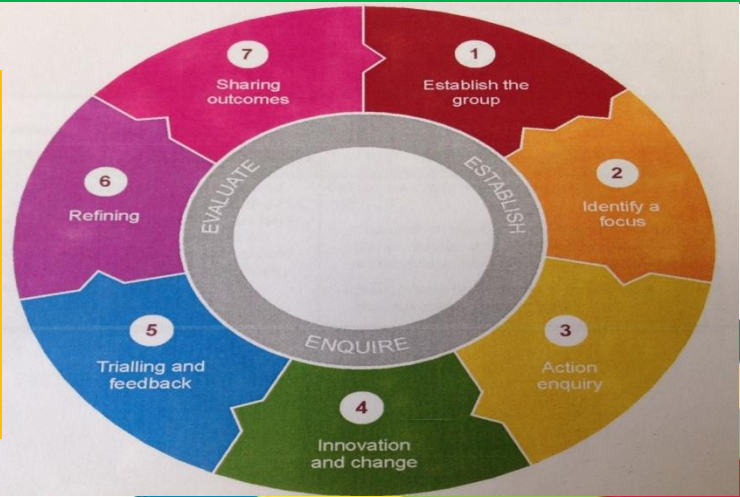 1
Establish the
group
2
Identify a
focus
3
Action
enquiry
4
Innovation
and change
5
Trialling and
feedback
6
Refining
7
Sharing
outcomes
ESTABLISH
ENQUIRE
EVALUATE